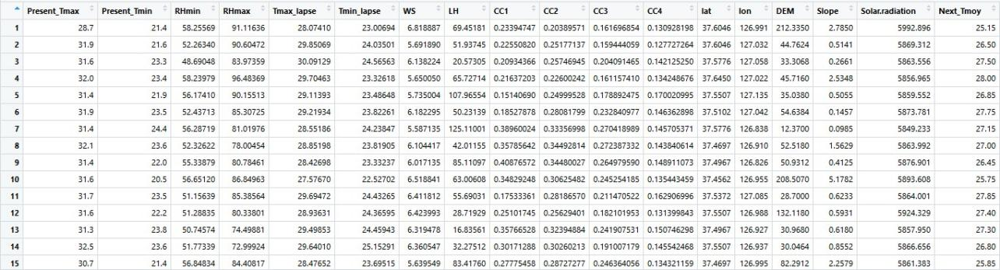 Present_Tmax Present_Tmin RHmin RHmax Tmax_lapse Tmin_lapse WS LH CC1 CC2 CC3 CC4 lat lon DEM Slope Solar.radiation Next_Tmoy
1 28.7 21.4 58.25569 91.11636 28.07410 23.00694 6.818887 69.45181 0.23394747 0.20389571 0.161696854 0.130928198 37.6046 126.991 212.3350 2.7850 5992.896 25.15
2 31.9 21.6 52.26340 90.60472 29.85069 24.03501 5.691890 51.93745 0.22550820 0.25177137 0.159444059 0.127727264 37.6046 127.032 44.7624 0.5141 5869.312 26.50
3 31.6 23.3 48.69048 83.97359 30.09129 24.56563 6.138224 20.57305 0.20934366 0.25746945 0.204091465 0.142125250 37.5776 127.058 33.3068 0.2661 5863.556 27.50
4 32.0 23.4 58.23979 96.48369 29.70463 23.32618 5.650050 65.72714 0.21637203 0.22600242 0.161157410 0.134248676 37.6450 127.022 45.7160 2.5348 5856.965 28.00
5 31.4 21.9 56.17410 90.15513 29.11393 23.48648 5.735004 107.96554 0.15140690 0.24999528 0.178892475 0.170020995 37.5507 127.135 35.0380 0.5055 5859.552 26.85
6 31.9 23.5 52.43713 85.30725 29.21934 23.82261 6.182295 50.23139 0.18527878 0.28081799 0.232840977 0.146362898 37.5102 127.042 54.6384 0.1457 5873.781 27.75
7 31.4 24.4 56.28719 81.01976 28.55186 24.23847 5.587135 125.11001 0.38960024 0.33356998 0.270418989 0.145705371 37.5776 126.838 12.3700 0.0985 5849.233 27.15
8 32.1 23.6 52.32622 78.00454 28.85198 23.81905 6.104417 42.01155 0.35785642 0.34492814 0.272387332 0.143840614 37.4697 126.910 52.5180 1.5629 5863.992 27.00
9 31.4 22.0 55.33879 80.78461 28.42698 23.33237 6.017135 85.11097 0.40876572 0.34480027 0.264979590 0.148911073 37.4967 126.826 50.9312 0.4125 5876.901 26.45
10 31.6 20.5 56.65120 86.84963 27.57670 22.52702 6.518841 63.00608 0.34829248 0.30625482 0.245254185 0.135443459 37.4562 126.955 208.5070 5.1782 5893.608 25.75
11 31.7 23.5 51.15639 85.38564 29.69472 24.43265 6.411812 55.69031 0.17533361 0.28186570 0.211470522 0.162906996 37.5372 127.085 28.7000 0.6233 5864.001 27.85
12 31.6 22.2 51.28835 80.33801 28.93631 24.36595 6.423993 28.71929 0.25101745 0.25629401 0.182101953 0.131399843 37.5507 126.988 132.1180 0.5931 5924.329 27.40
13 31.3 23.8 50.74574 74.49881 29.49853 24.45943 6.319478 16.83561 0.35766528 0.32394884 0.241907531 0.150746298 37.4967 126.927 30.9680 0.6180 5857.950 27.30
14 32.5 23.6 51.77339 72.99924 29.64010 25.15291 6.360547 32.27512 0.30171288 0.30260213 0.191007179 0.145542468 37.5507 126.937 30.0464 0.8552 5866.656 26.80
15 30.7 21.4 56.84834 84.40817 28.47652 23.69515 5.639549 83.41760 0.27775458 0.28727277 0.246364056 0.134321159 37.4967 126.995 82.2912 2.2579 5861.383 25.85